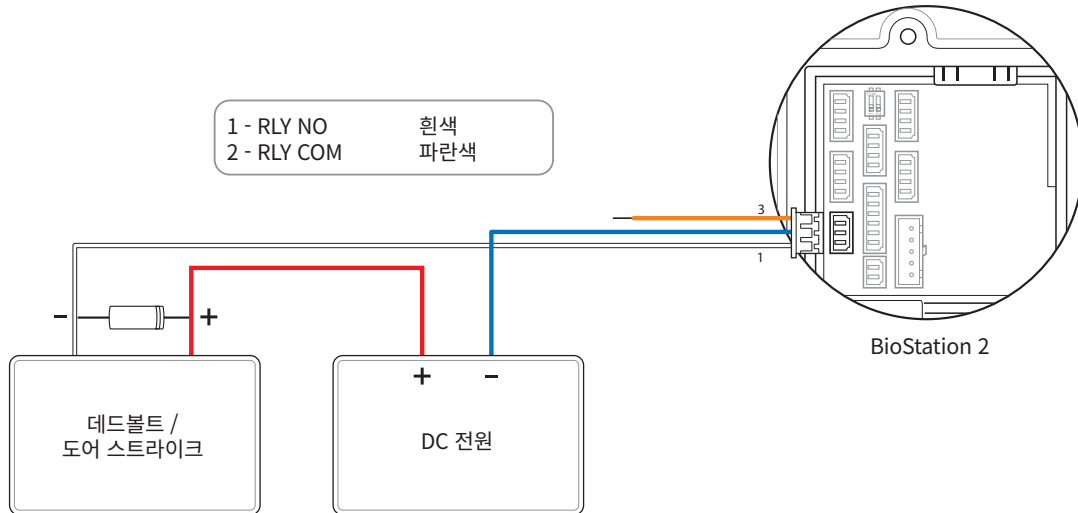 1 - RLY NO 흰색
2 - RLY COM 파란색
3
1
BioStation 2
- +
+ -
데드볼트 /
도어 스트라이크
DC 전원